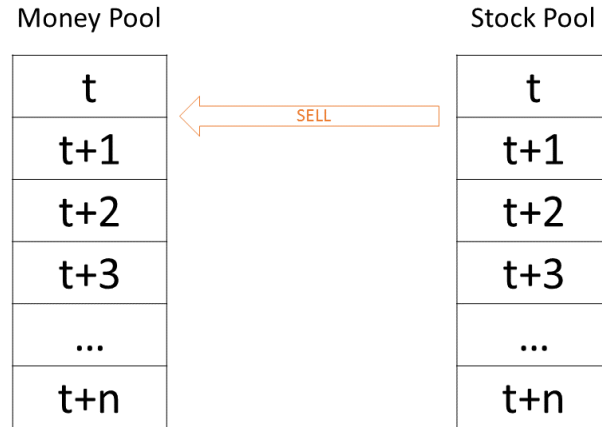 Money Pool
Stock Pool
t
SELL
t
t+1
t+1
t+2
t+2
t+3
t+3
...
...
t+n
t+n